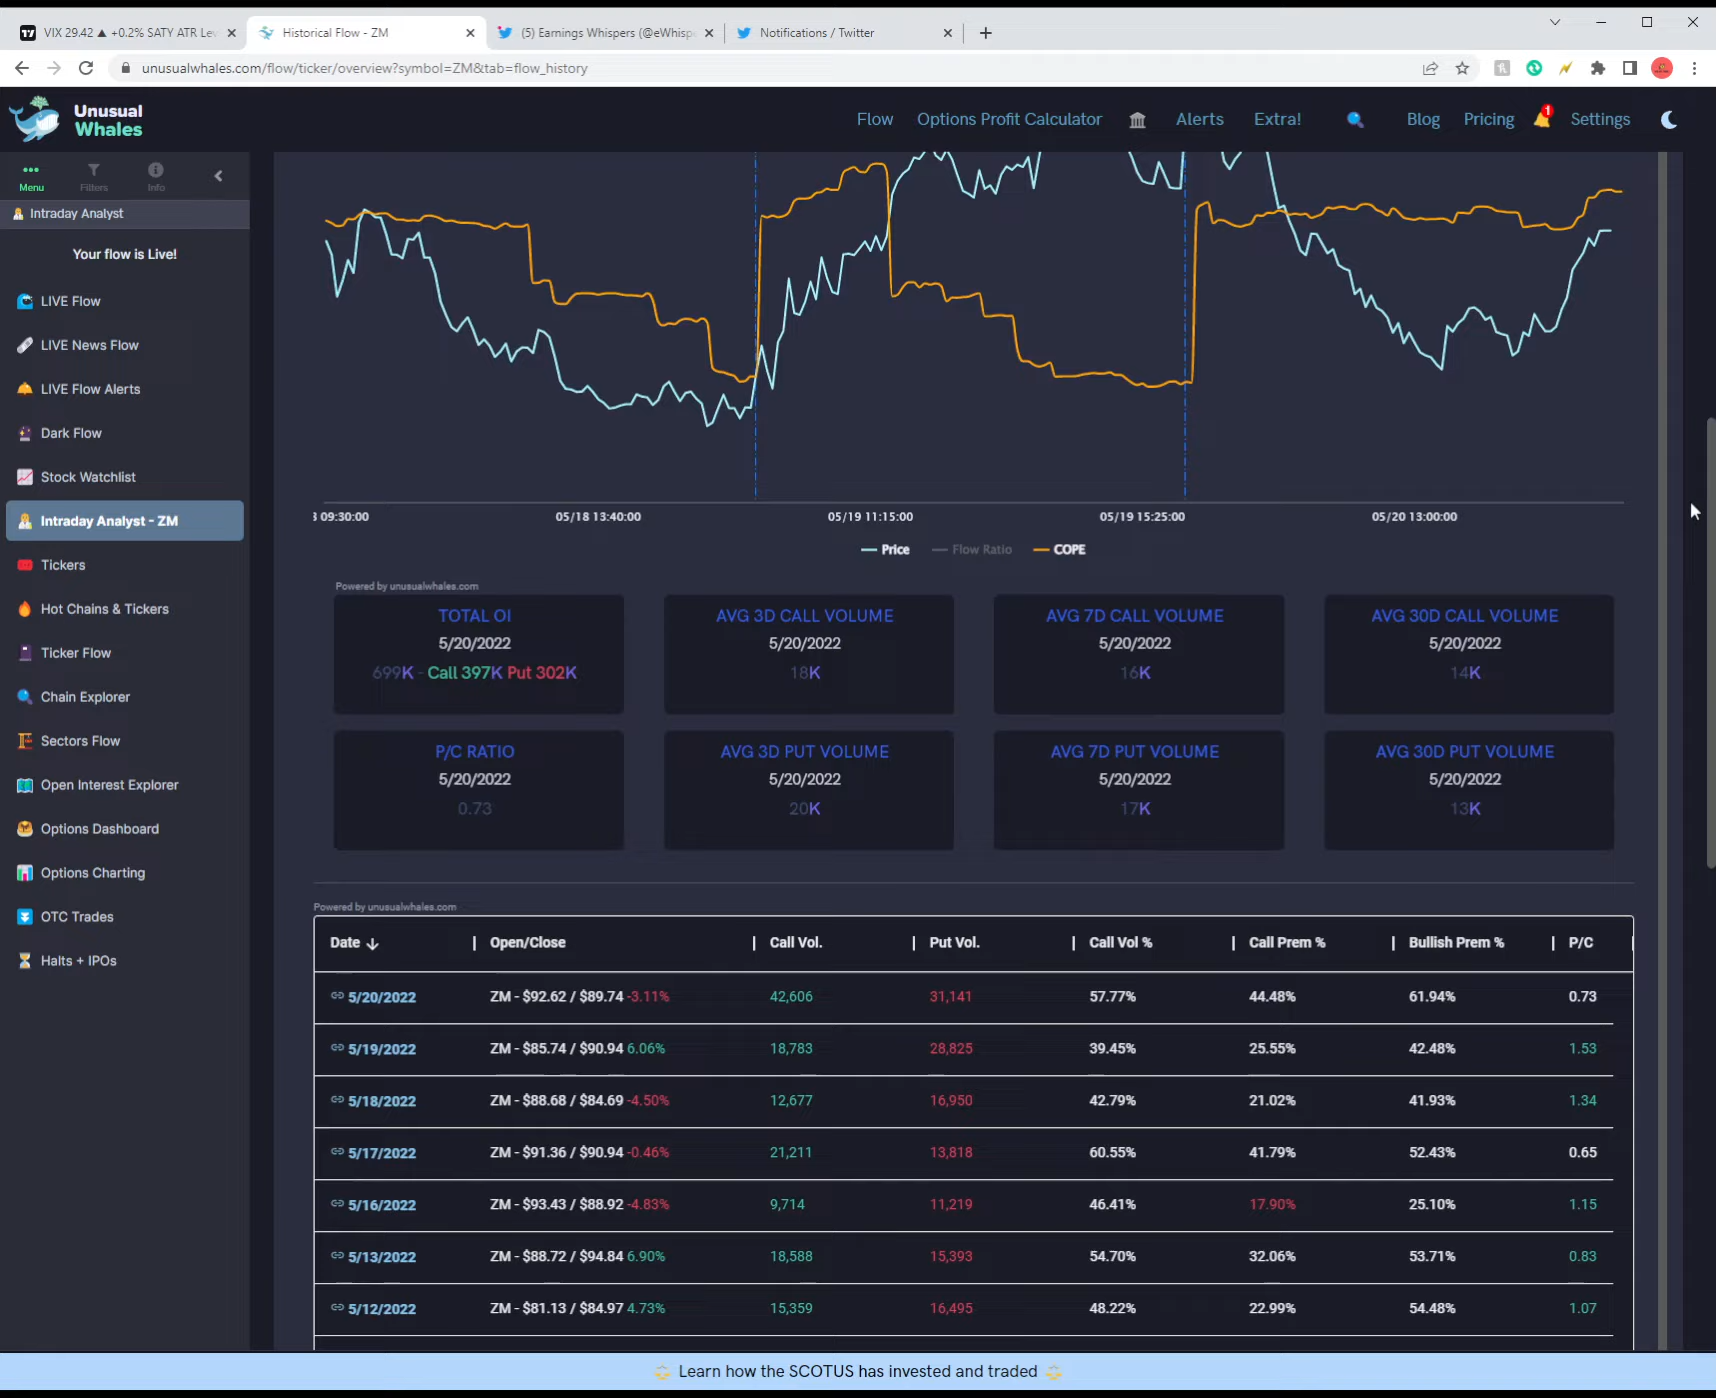 VIX 29.42 ▲ +0.2% SATY ATR Lev
Historical Flow - ZM
(5) Earnings Whispers (@eWhisp
Notifications / Twitter
unusualwhales.com/flow/ticker/overview?symbol=ZM&tab=flow_history
Unusual
Whales
Flow
Options Profit Calculator
Alerts
Extra!
Blog
Pricing
1
Settings
Menu
Filters
Info
Intraday Analyst
Your flow is Live!
LIVE Flow
LIVE News Flow
LIVE Flow Alerts
Dark Flow
Stock Watchlist
Intraday Analyst - ZM
Tickers
Hot Chains & Tickers
Ticker Flow
Chain Explorer
Sectors Flow
Open Interest Explorer
Options Dashboard
Options Charting
OTC Trades
Halts + IPOs
3 09:30:00
05/18 13:40:00
05/19 11:15:00
05/19 15:25:00
05/20 13:00:00
Price
Flow Ratio
COPE
Powered by unusualwhales.com
TOTAL OI
5/20/2022
699K - Call 397K Put 302K
AVG 3D CALL VOLUME
5/20/2022
18K
AVG 7D CALL VOLUME
5/20/2022
16K
AVG 30D CALL VOLUME
5/20/2022
14K
P/C RATIO
5/20/2022
0.73
AVG 3D PUT VOLUME
5/20/2022
20K
AVG 7D PUT VOLUME
5/20/2022
17K
AVG 30D PUT VOLUME
5/20/2022
13K
Powered by unusualwhales.com
Date ↓ | Open/Close | Call Vol. | Put Vol. | Call Vol % | Call Prem % | Bullish Prem % | P/C
5/20/2022 ZM - $92.62 / $89.74 -3.11% 42,606 31,141 57.77% 44.48% 61.94% 0.73
5/19/2022 ZM - $85.74 / $90.94 6.06% 18,783 28,825 39.45% 25.55% 42.48% 1.53
5/18/2022 ZM - $88.68 / $84.69 -4.50% 12,677 16,950 42.79% 21.02% 41.93% 1.34
5/17/2022 ZM - $91.36 / $90.94 -0.46% 21,211 13,818 60.55% 41.79% 52.43% 0.65
5/16/2022 ZM - $93.43 / $88.92 -4.83% 9,714 11,219 46.41% 17.90% 25.10% 1.15
5/13/2022 ZM - $88.72 / $94.84 6.90% 18,588 15,393 54.70% 32.06% 53.71% 0.83
5/12/2022 ZM - $81.13 / $84.97 4.73% 15,359 16,495 48.22% 22.99% 54.48% 1.07
Learn how the SCOTUS has invested and traded